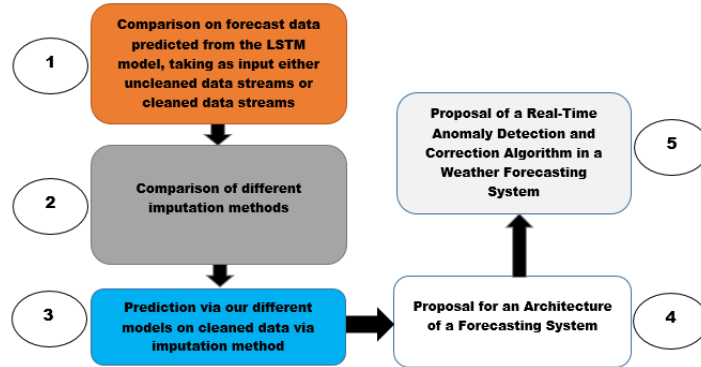 1
Comparison on forecast data
predicted from the LSTM
model, taking as input either
uncleaned data streams or
cleaned data streams
2
Comparison of different
imputation methods
3
Prediction via our different
models on cleaned data via
imputation method
Proposal for an Architecture
of a Forecasting System
4
Proposal of a Real-Time
Anomaly Detection and
Correction Algorithm in a
Weather Forecasting
System
5